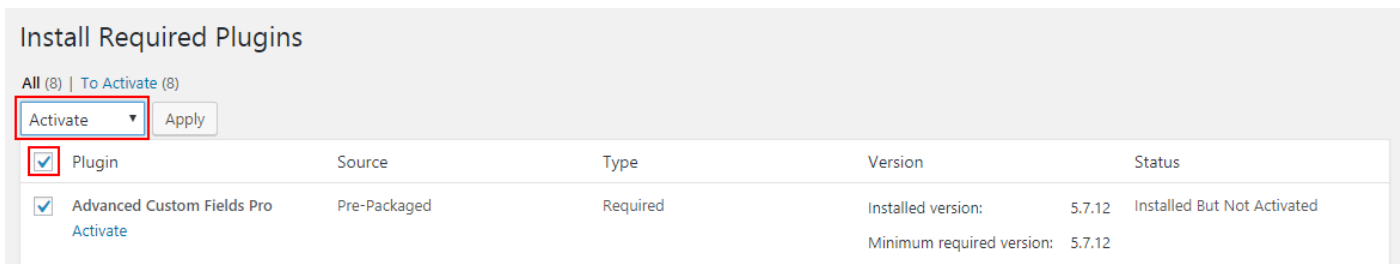 Install Required Plugins
All (8) | To Activate (8)
Activate Apply
Plugin Source Type Version Status
Advanced Custom Fields Pro Pre-Packaged Required Installed version: 5.7.12 Installed But Not Activated
Activate
Minimum required version: 5.7.12